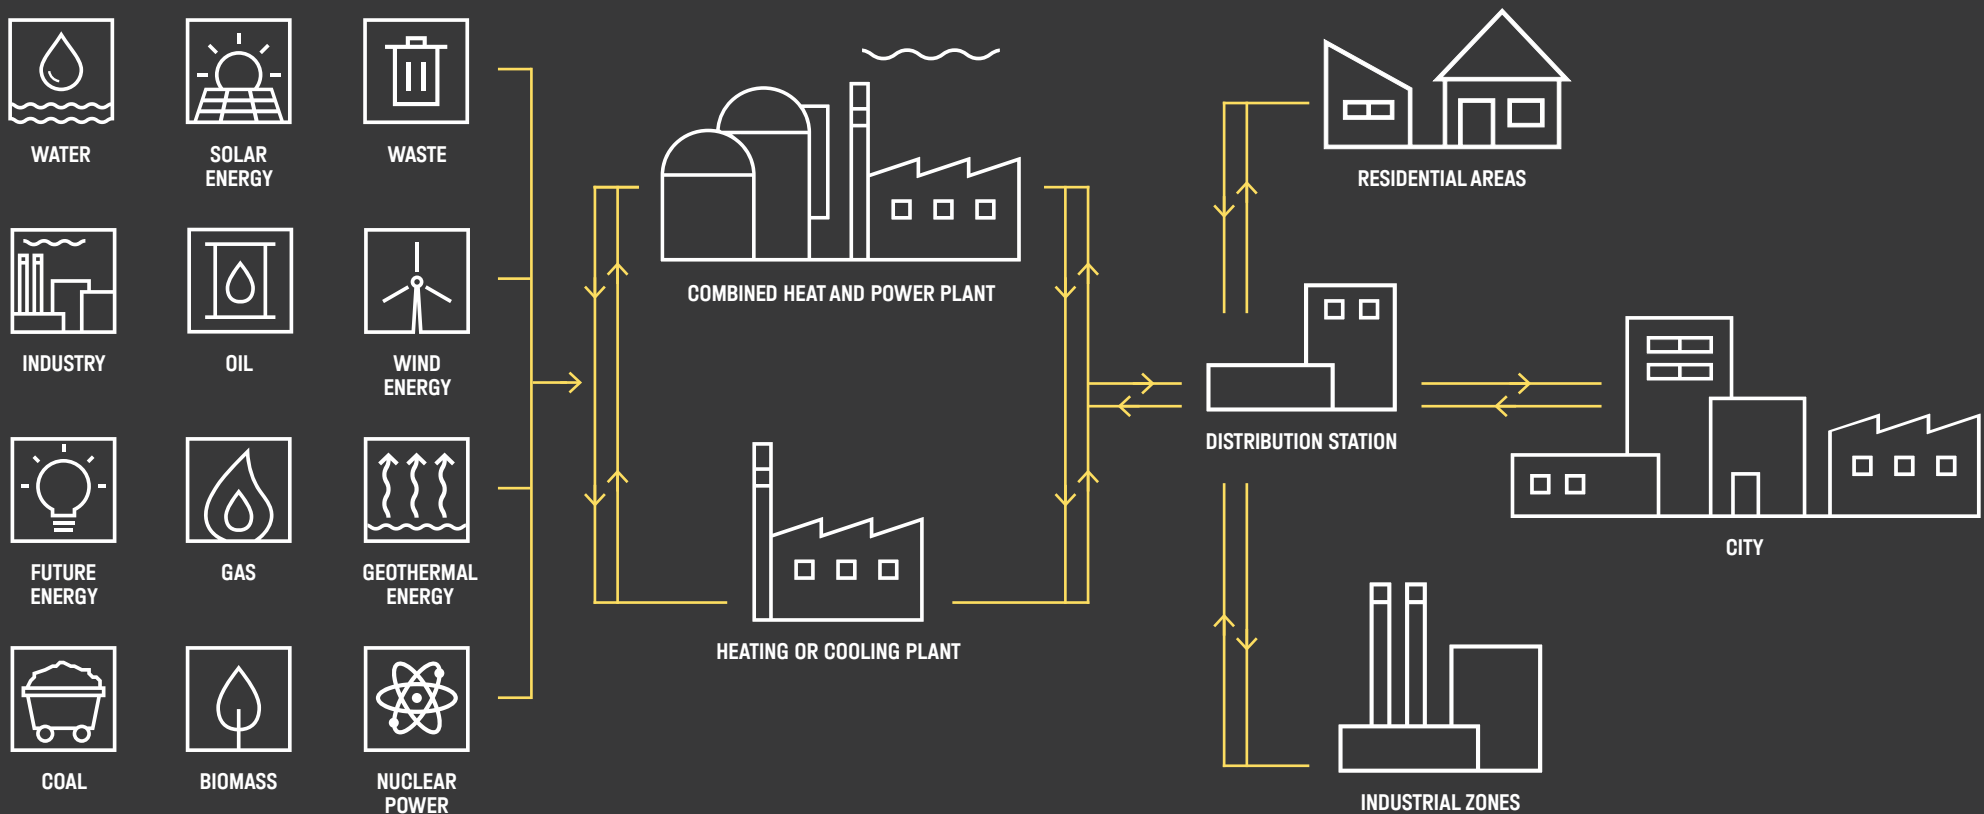 WATER
SOLAR
ENERGY
WASTE
INDUSTRY
OIL
WIND
ENERGY
FUTURE
ENERGY
GAS
GEOTHERMAL
ENERGY
COAL
BIOMASS
NUCLEAR
POWER
COMBINED HEAT AND POWER PLANT
HEATING OR COOLING PLANT
RESIDENTIAL AREAS
DISTRIBUTION STATION
CITY
INDUSTRIAL ZONES